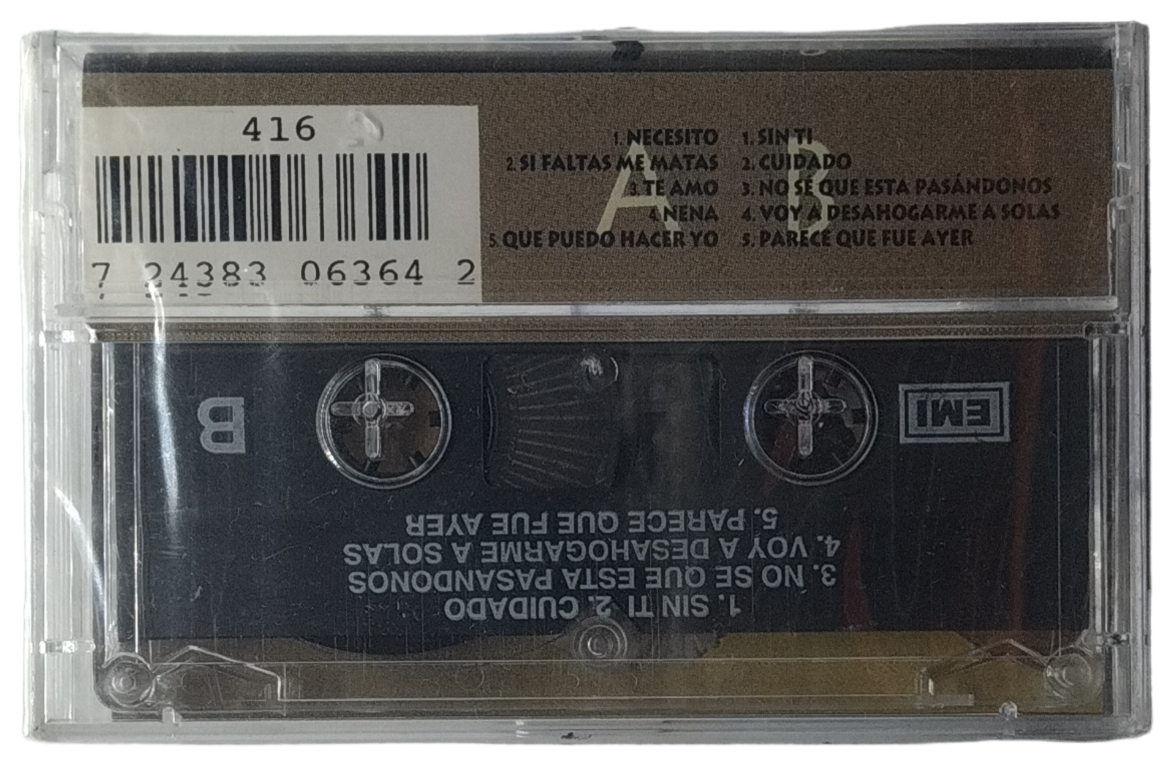 416
7 24383 06364 2
A
1. NECESITO
2. SI FALTAS ME MATAS
3. TE AMO
4. NENA
5. QUE PUEDO HACER YO
B
1. SIN TI
2. CUIDADO
3. NO SE QUE ESTA PASÁNDONOS
4. VOY A DESAHOGARME A SOLAS
5. PARECE QUE FUE AYER
B
EMI
1. SIN TI 2. CUIDADO
3. NO SE QUE ESTA PASANDONOS
4. VOY A DESAHOGARME A SOLAS
5. PARECE QUE FUE AYER